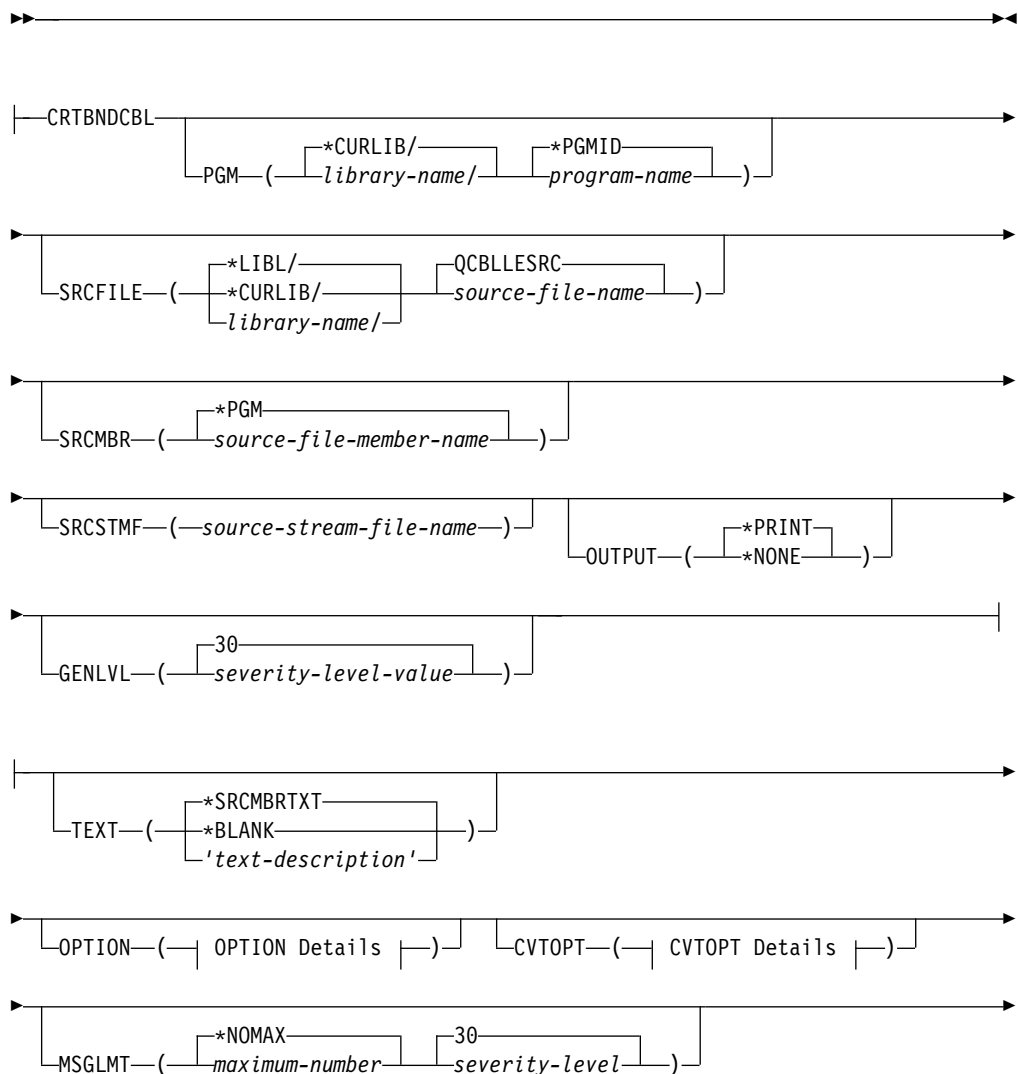 CRTBNDCBL
*CURLIB/ *PGMID
PGM ( library-name/ program-name )
*LIBL/ QCBLLESRC
SRCFILE ( *CURLIB/ source-file-name )
library-name/
*PGM
SRCMBR ( source-file-member-name )
SRCSTMF ( source-stream-file-name )
*PRINT
OUTPUT ( *NONE )
30
GENLVL ( severity-level-value )
*SRCMBRTXT
TEXT ( *BLANK )
'text-description'
OPTION ( OPTION Details ) CVTOPT ( CVTOPT Details )
*NOMAX 30
MSGLMT ( maximum-number severity-level )